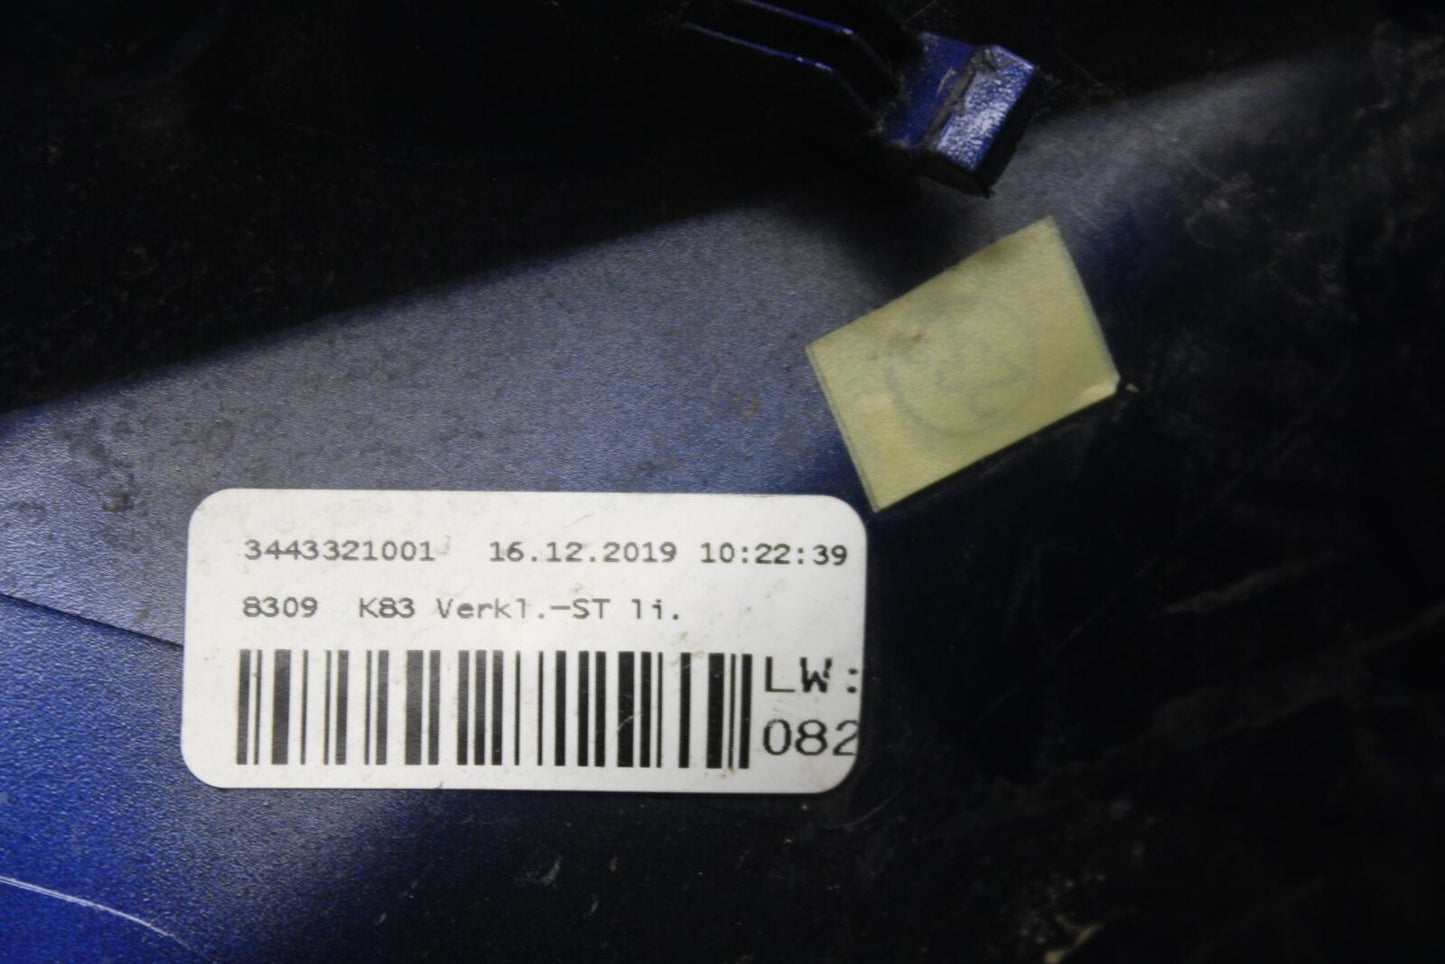 3443321001 16.12.2019 10:22:39
8309 K83 Verkl.-ST li.
LW:
082